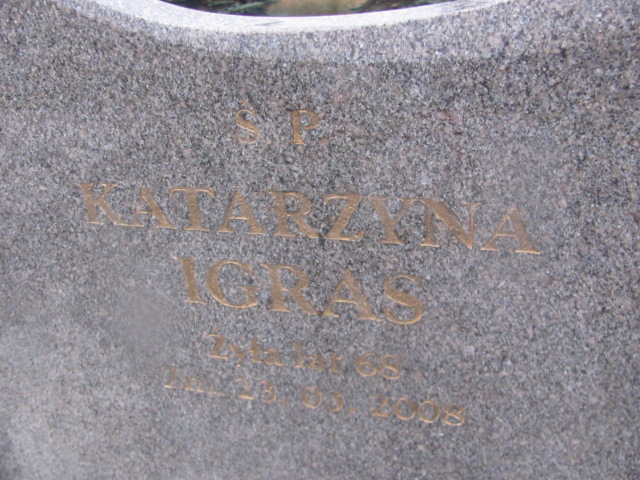 Ś. P.
KATARZYNA
IGRAS
Żyła lat 68
Zm. 23. 03. 2008